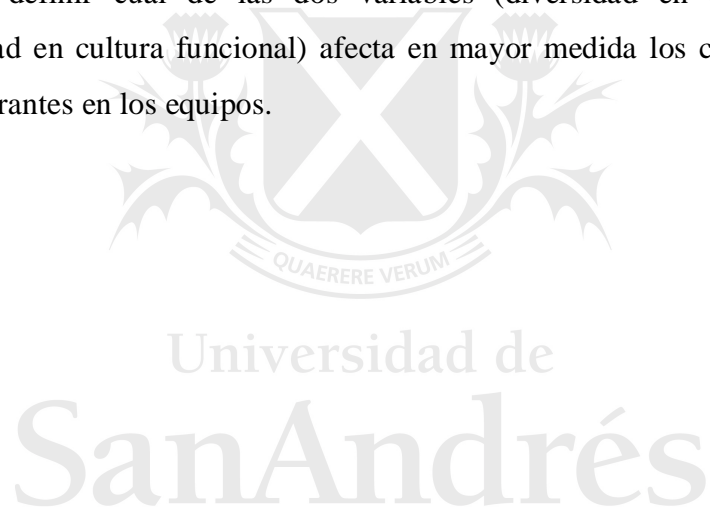 definir cuál de las dos variables (diversidad en
ad en cultura funcional) afecta en mayor medida los c
rantes en los equipos.
QUAERERE VERUM
Universidad de
SanAndrés